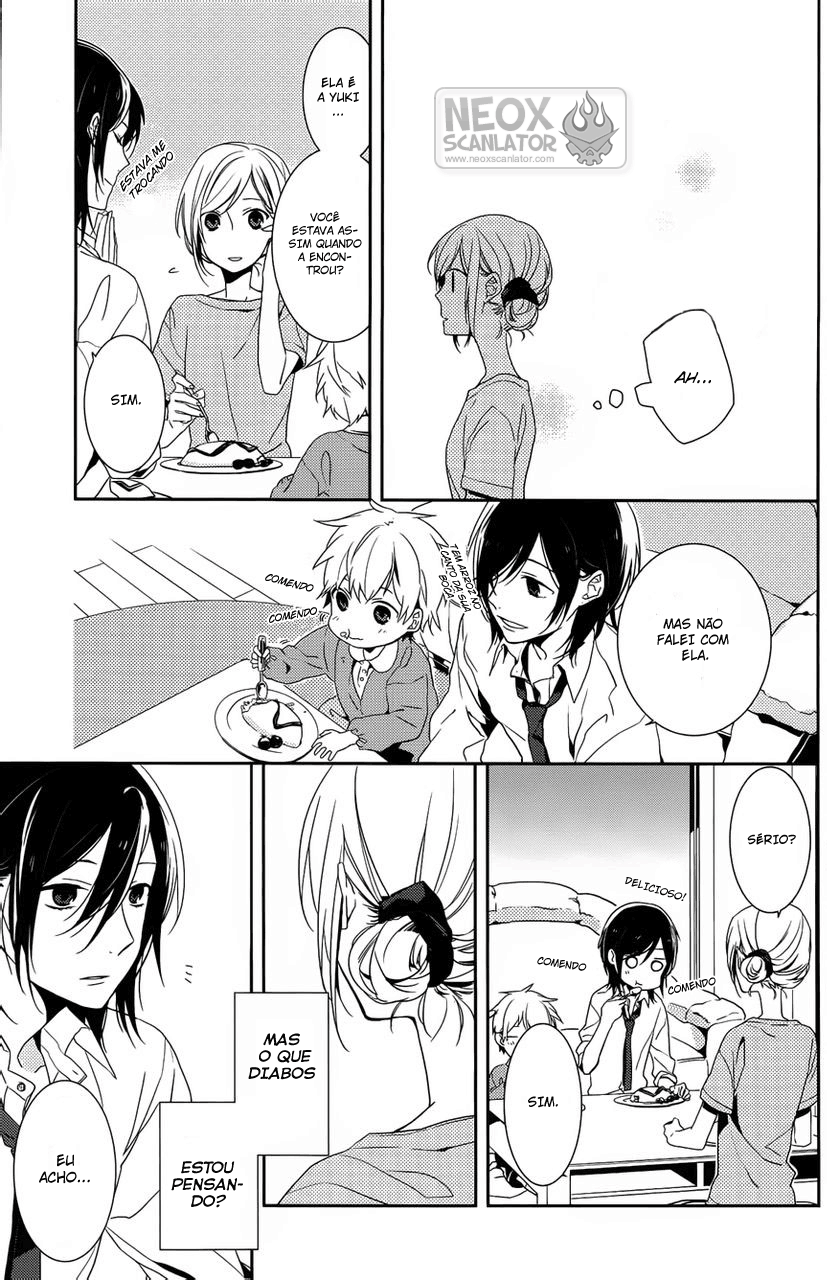 NEOX
SCANLATOR
www.neoxscanlator.com
AH...
ELA É
A YUKI
...
ESTAVA ME
TROCANDO
VOCÊ
ESTAVA AS-
SIM QUANDO
A ENCON-
TROU?
SIM.
MAS NÃO
FALEI COM
ELA.
TEM ARROZ NO
CANTO DA SUA
BOCA!!
COMENDO
COMENDO
SÉRIO?
DELICIOSO!
COMENDO
COMENDO
SIM.
MAS
O QUE
DIABOS
ESTOU
PENSAN-
DO?
EU
ACHO...